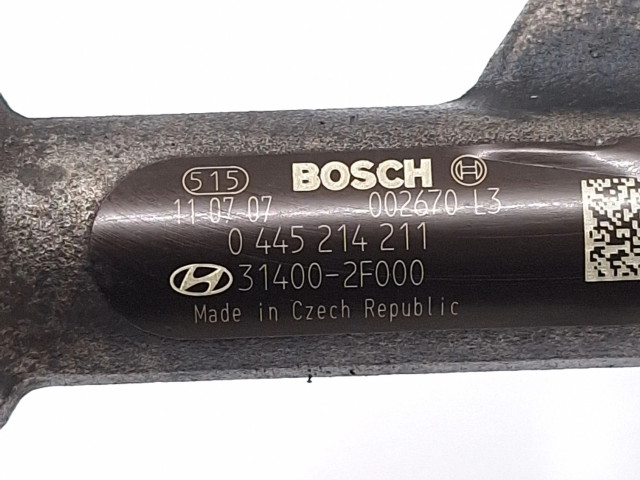 515 BOSCH
11 07 07 002670 L3
0 445 214 211
31400-2F000
Made in Czech Republic